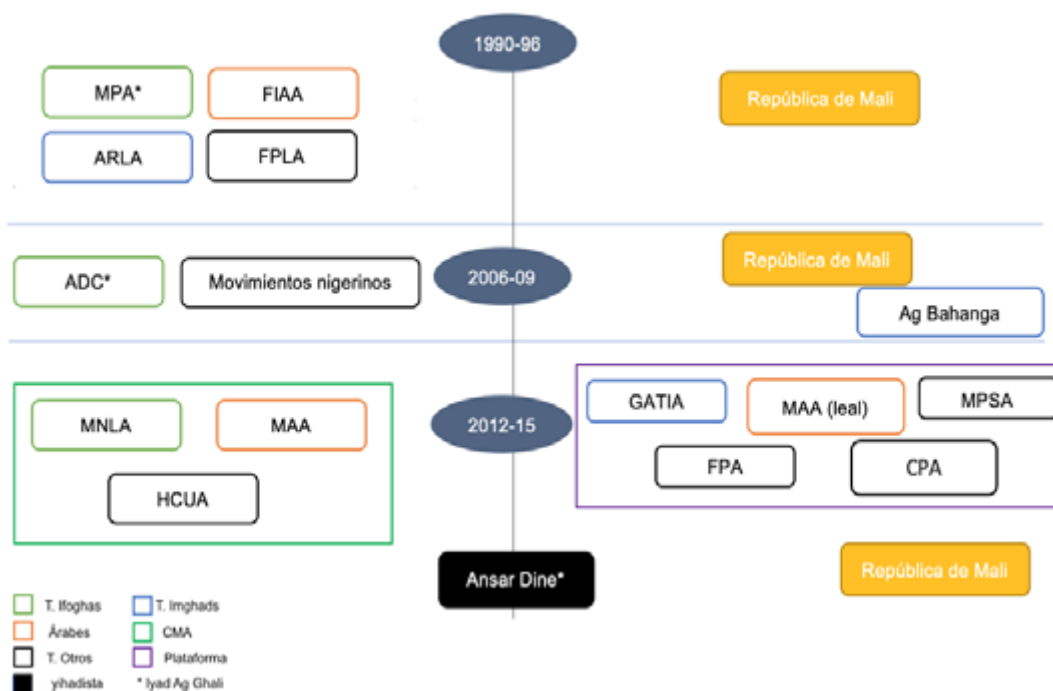 1990-96
MPA*
FIAA
República de Mali
ARLA
FPLA
República de Mali
ADC*
Movimientos nigerinos
2006-09
Ag Bahanga
GATIA
MAA (leal)
MPSA
MNLA
MAA
2012-15
FPA
CPA
HCUA
Ansar Dine*
República de Mali
T. Ifoghas
T. Imghads
Árabes
CMA
T. Otros
Plataforma
yihadista
* Iyad Ag Ghali